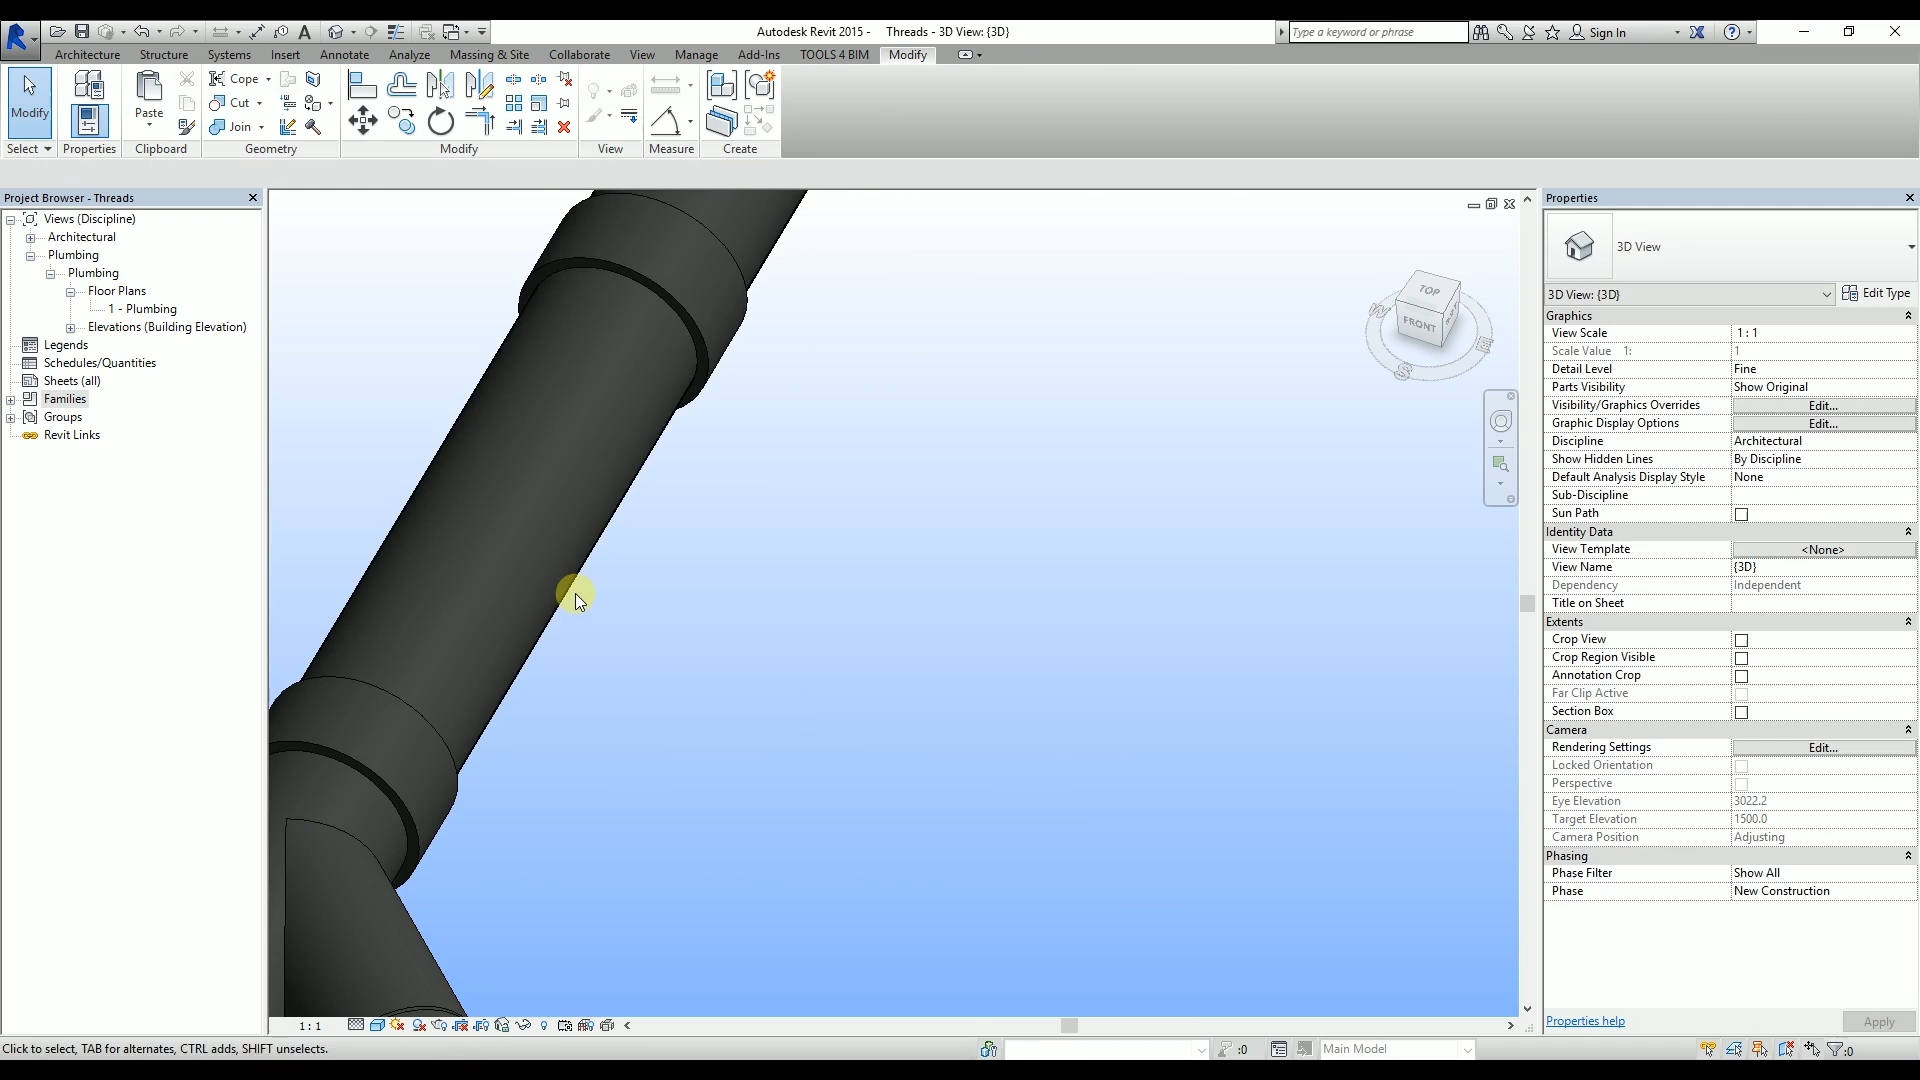 Autodesk Revit 2015 - Threads - 3D View: {3D}
Type a keyword or phrase
Sign In
Architecture Structure Systems Insert Annotate Analyze Massing & Site Collaborate View Manage Add-Ins TOOLS 4 BIM Modify
Modify
Paste
Cope
Cut
Join
Select Properties Clipboard Geometry Modify View Measure Create
Project Browser - Threads
Views (Discipline)
Architectural
Plumbing
Plumbing
Floor Plans
1 - Plumbing
Elevations (Building Elevation)
Legends
Schedules/Quantities
Sheets (all)
Families
Groups
Revit Links
TOP
FRONT
W
S
E
Properties
3D View
3D View: {3D}
Edit Type
Graphics
View Scale 1 : 1
Scale Value 1: 1
Detail Level Fine
Parts Visibility Show Original
Visibility/Graphics Overrides Edit...
Graphic Display Options Edit...
Discipline Architectural
Show Hidden Lines By Discipline
Default Analysis Display Style None
Sub-Discipline
Sun Path
Identity Data
View Template <None>
View Name {3D}
Dependency Independent
Title on Sheet
Extents
Crop View
Crop Region Visible
Annotation Crop
Far Clip Active
Section Box
Camera
Rendering Settings Edit...
Locked Orientation
Perspective
Eye Elevation 3022.2
Target Elevation 1500.0
Camera Position Adjusting
Phasing
Phase Filter Show All
Phase New Construction
Properties help
Apply
1 : 1
Click to select, TAB for alternates, CTRL adds, SHIFT unselects.
:0
Main Model
:0